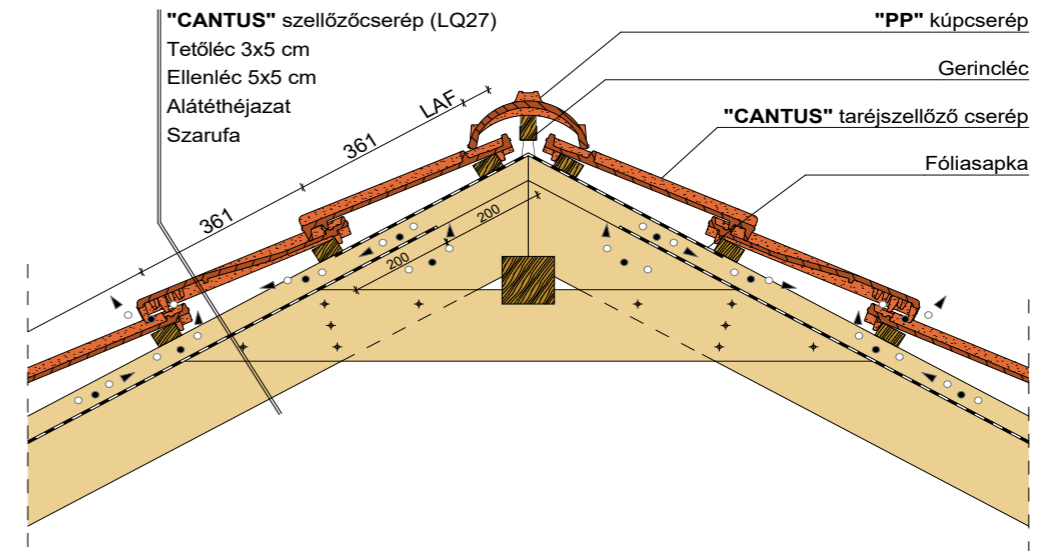 "CANTUS" szellőzőcserép (LQ27)
Tetőléc 3x5 cm
Ellenléc 5x5 cm
Alátéthéjazat
Szarufa
"PP" kúpcserép
Gerincléc
"CANTUS" taréjszellőző cserép
Fóliasapka
LAF
361
361
200
200